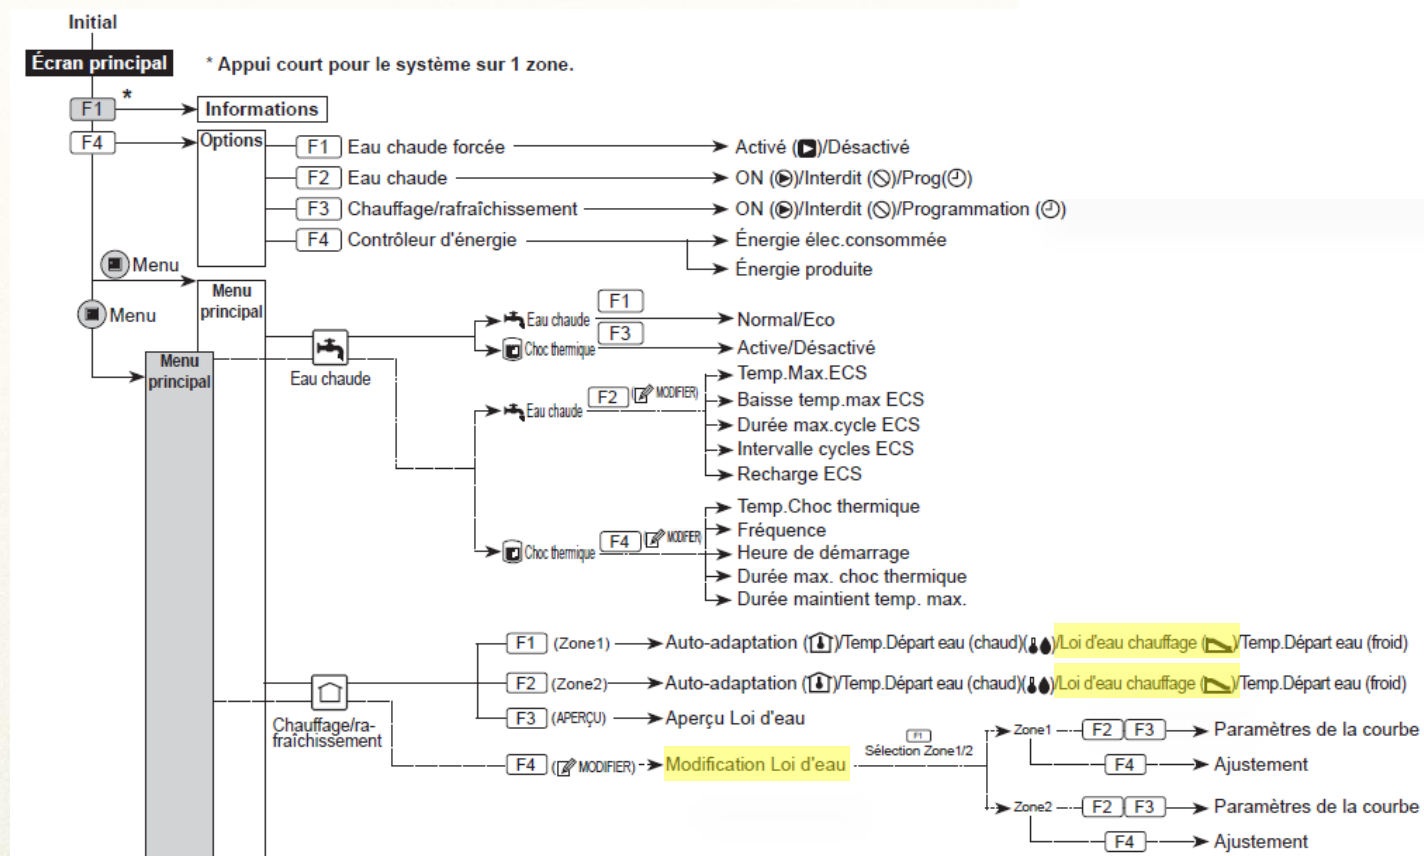 Initial
Écran principal
* Appui court pour le système sur 1 zone.
F1 * Informations
F4 Options
F1 Eau chaude forcée Activé (▶)/Désactivé
F2 Eau chaude ON (▶)/Interdit (🚫)/Prog(🕘)
F3 Chauffage/rafraîchissement ON (▶)/Interdit (🚫)/Programmation (🕘)
F4 Contrôleur d'énergie Énergie élec.consommée
Énergie produite
Menu
Menu principal
Menu
Menu principal
Eau chaude
Eau chaude F1 Normal/Eco
Choc thermique F3 Active/Désactivé
Eau chaude F2 (MODIFIER)
Temp.Max.ECS
Baisse temp.max ECS
Durée max.cycle ECS
Intervalle cycles ECS
Recharge ECS
Choc thermique F4 (MODIFIER)
Temp.Choc thermique
Fréquence
Heure de démarrage
Durée max. choc thermique
Durée maintient temp. max.
Chauffage/ra-
fraîchissement
F1 (Zone1) Auto-adaptation ()/Temp.Départ eau (chaud)()/Loi d'eau chauffage ()/Temp.Départ eau (froid)
F2 (Zone2) Auto-adaptation ()/Temp.Départ eau (chaud)()/Loi d'eau chauffage ()/Temp.Départ eau (froid)
F3 (APERÇU) Aperçu Loi d'eau
F4 (MODIFIER) Modification Loi d'eau
F1
Sélection Zone1/2
Zone1 F2 F3 Paramètres de la courbe
F4 Ajustement
Zone2 F2 F3 Paramètres de la courbe
F4 Ajustement